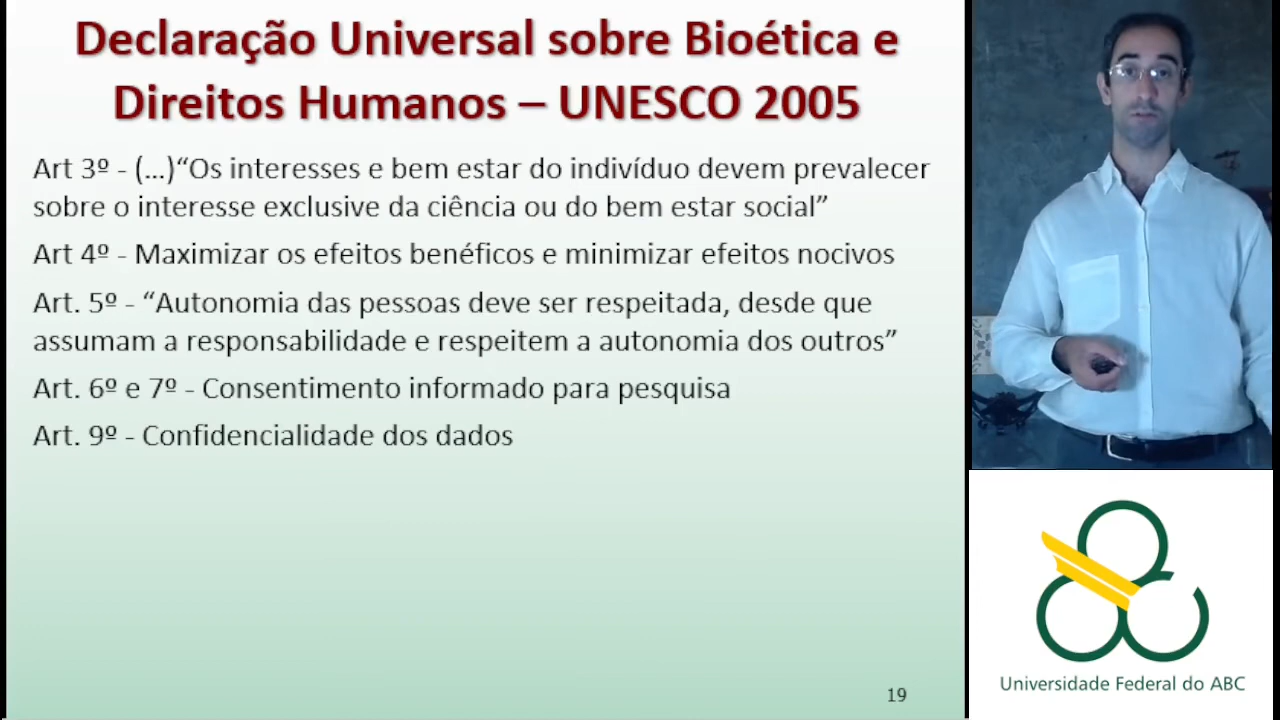 Declaração Universal sobre Bioética e
Direitos Humanos – UNESCO 2005
Art 3º - (...)“Os interesses e bem estar do indivíduo devem prevalecer
sobre o interesse exclusive da ciência ou do bem estar social”
Art 4º - Maximizar os efeitos benéficos e minimizar efeitos nocivos
Art. 5º - “Autonomia das pessoas deve ser respeitada, desde que
assumam a responsabilidade e respeitem a autonomia dos outros”
Art. 6º e 7º - Consentimento informado para pesquisa
Art. 9º - Confidencialidade dos dados
19
Universidade Federal do ABC